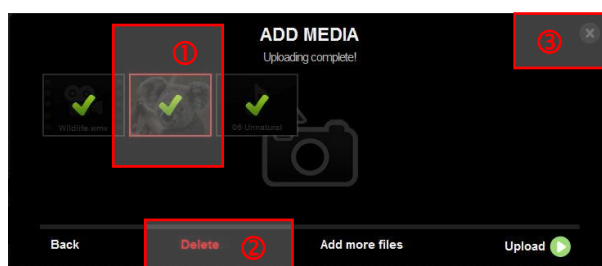 ADD MEDIA
Uploading complete!
①
③
Wildlife.wmv
06 Unnatural
Back
Delete
②
Add more files
Upload